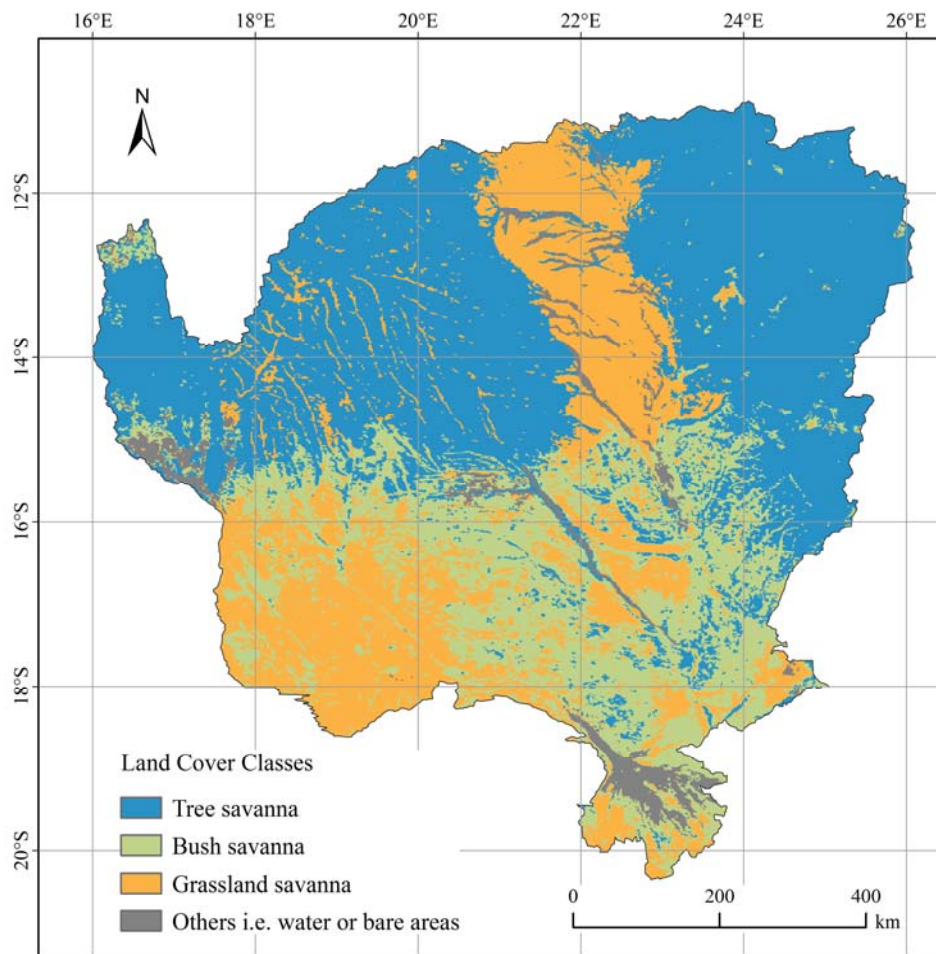 16°E 18°E 20°E 22°E 24°E 26°E
N
12°S
14°S
16°S
18°S
20°S
Land Cover Classes
Tree savanna
Bush savanna
Grassland savanna
Others i.e. water or bare areas
0 200 400
km